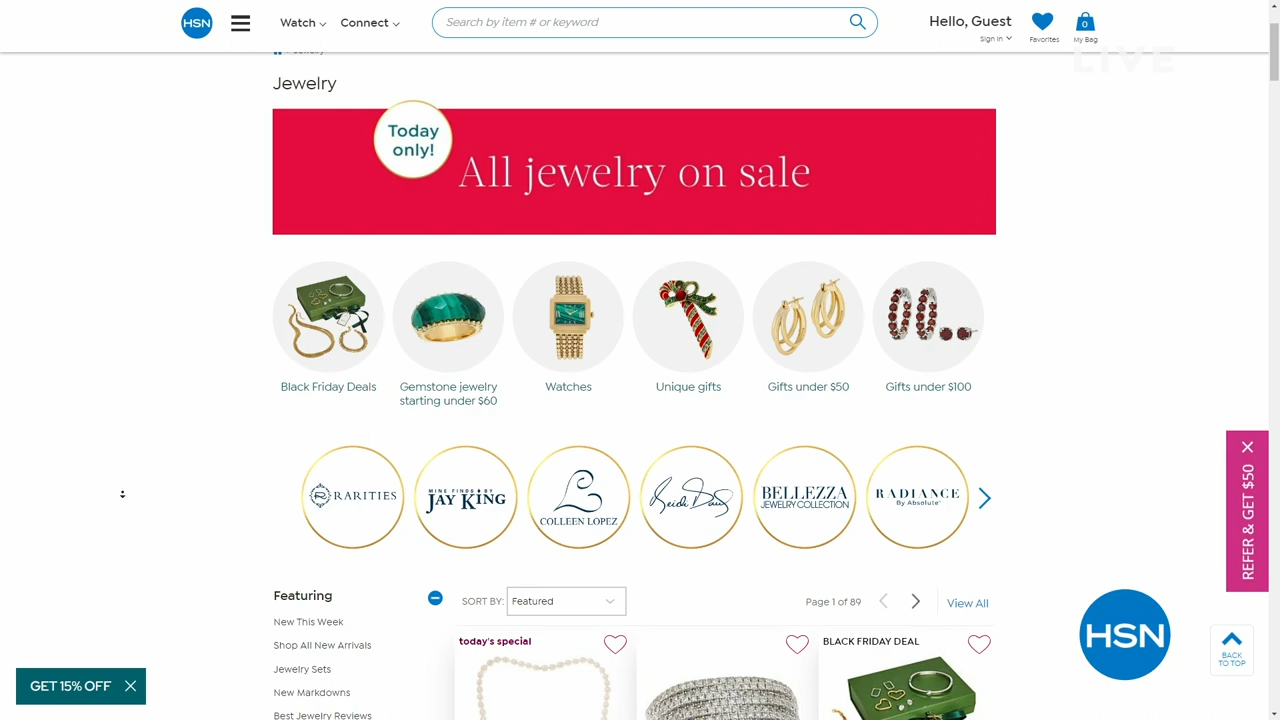 HSN
Watch
Connect
Search by item # or keyword
Hello, Guest
Sign In
Favorites
0
My Bag
LIVE
Jewelry
Today
only!
All jewelry on sale
Black Friday Deals
Gemstone jewelry
starting under $60
Watches
Unique gifts
Gifts under $50
Gifts under $100
RARITIES
MINE FINDS BY
JAY KING
COLLEEN LOPEZ
Heidi Daus
BELLEZZA
JEWELRY COLLECTION
RADIANCE
By Absolute
REFER & GET $50
Featuring
SORT BY:
Featured
Page 1 of 89
View All
New This Week
Shop All New Arrivals
Jewelry Sets
New Markdowns
Best Jewelry Reviews
today's special
BLACK FRIDAY DEAL
HSN
BACK
TO TOP
GET 15% OFF